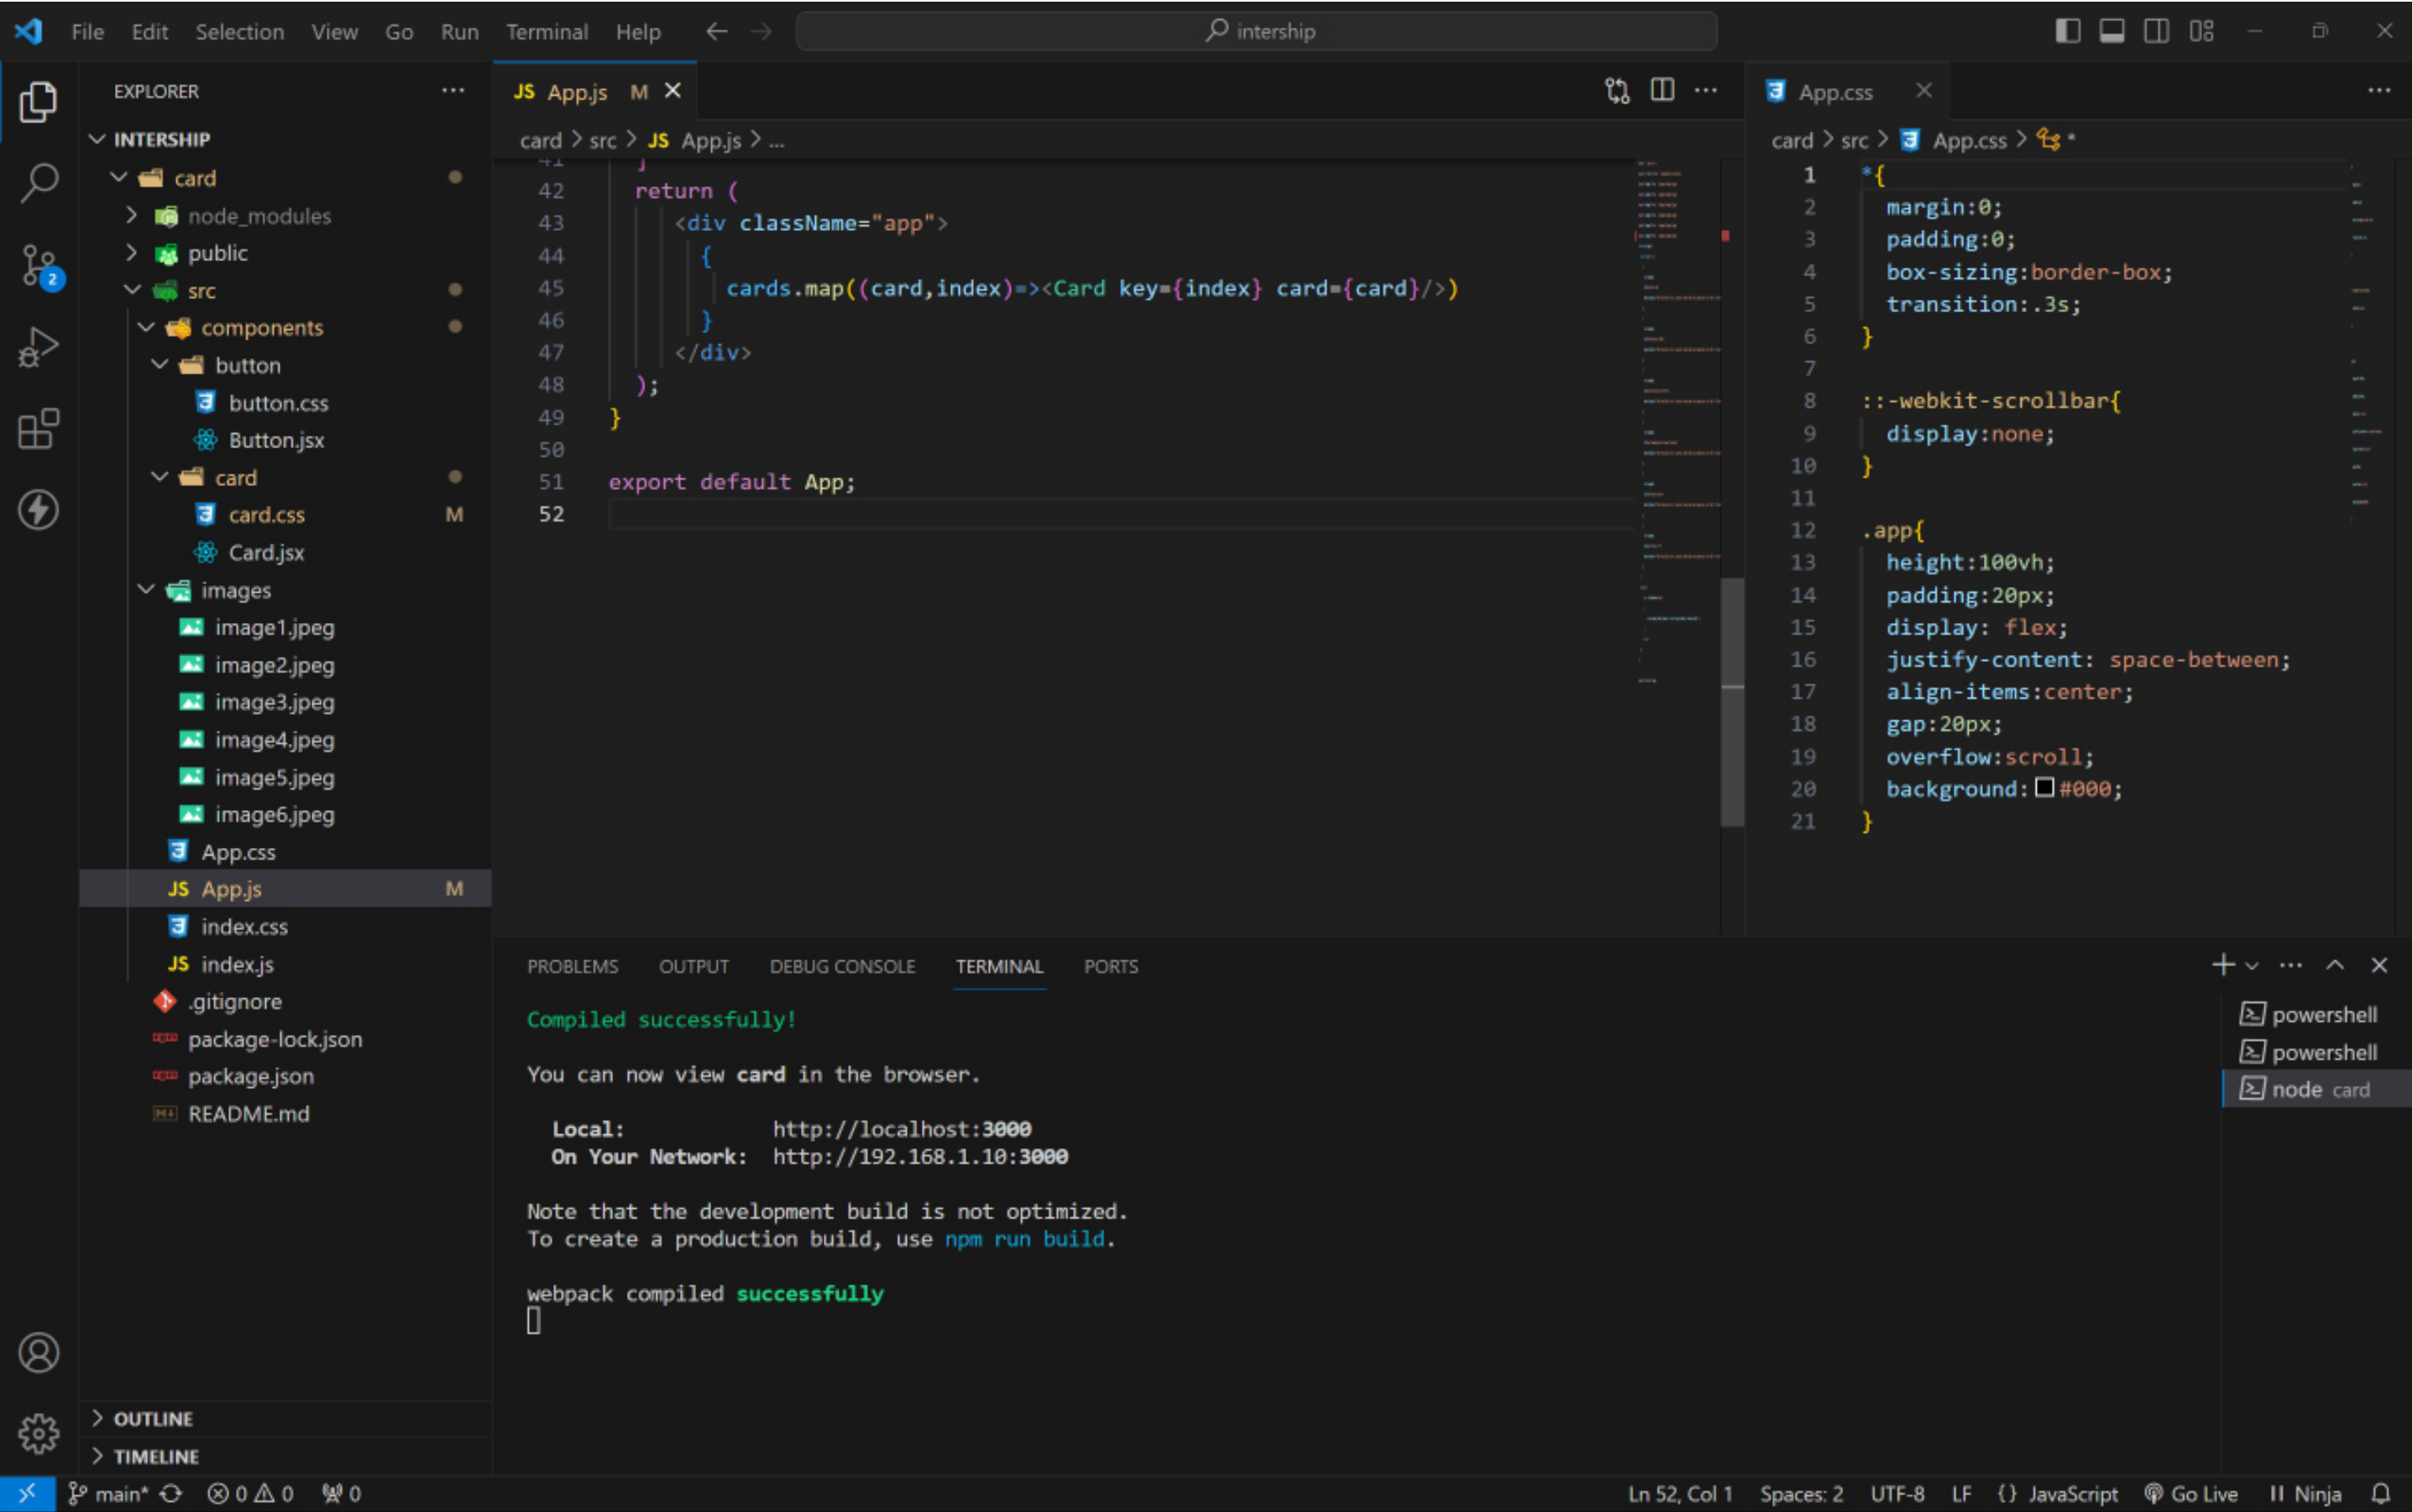 File Edit Selection View Go Run Terminal Help
intership
EXPLORER
INTERSHIP
card
node_modules
public
src
components
button
button.css
Button.jsx
card
card.css M
Card.jsx
images
image1.jpeg
image2.jpeg
image3.jpeg
image4.jpeg
image5.jpeg
image6.jpeg
App.css
JS App.js M
index.css
JS index.js
.gitignore
package-lock.json
package.json
README.md
OUTLINE
TIMELINE
2
JS App.js M
card > src > JS App.js > ...
41 ]
42 return (
43 <div className="app">
44 {
45 cards.map((card,index)=><Card key={index} card={card}/>)
46 }
47 </div>
48 );
49 }
50
51 export default App;
52
App.css
card > src > App.css > *
1 *{
2 margin:0;
3 padding:0;
4 box-sizing:border-box;
5 transition:.3s;
6 }
7
8 ::-webkit-scrollbar{
9 display:none;
10 }
11
12 .app{
13 height:100vh;
14 padding:20px;
15 display: flex;
16 justify-content: space-between;
17 align-items:center;
18 gap:20px;
19 overflow:scroll;
20 background:#000;
21 }
PROBLEMS OUTPUT DEBUG CONSOLE TERMINAL PORTS
Compiled successfully!
You can now view card in the browser.
Local: http://localhost:3000
On Your Network: http://192.168.1.10:3000
Note that the development build is not optimized.
To create a production build, use npm run build.
webpack compiled successfully
powershell
powershell
node card
main* 0 0 0
Ln 52, Col 1 Spaces: 2 UTF-8 LF {} JavaScript Go Live Ninja